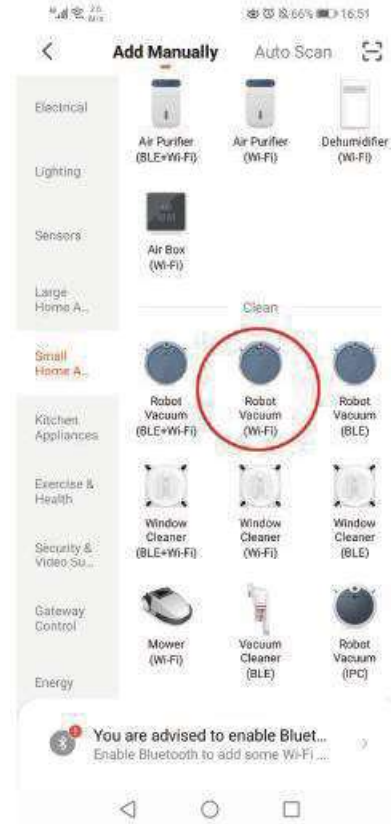 66% 16:51
Add Manually Auto Scan
Electrical
Lighting
Sensors
Large
Home A...
Small
Home A...
Kitchen
Appliances
Exercise &
Health
Security &
Video Su...
Gateway
Control
Energy
Air Purifier
(BLE+Wi-Fi)
Air Purifier
(Wi-Fi)
Dehumidifier
(Wi-Fi)
Air Box
(Wi-Fi)
Clean
Robot
Vacuum
(BLE+Wi-Fi)
Robot
Vacuum
(Wi-Fi)
Robot
Vacuum
(BLE)
Window
Cleaner
(BLE+Wi-Fi)
Window
Cleaner
(Wi-Fi)
Window
Cleaner
(BLE)
Mower
(Wi-Fi)
Vacuum
Cleaner
(BLE)
Robot
Vacuum
(IPC)
You are advised to enable Bluet...
Enable Bluetooth to add some Wi-Fi ...